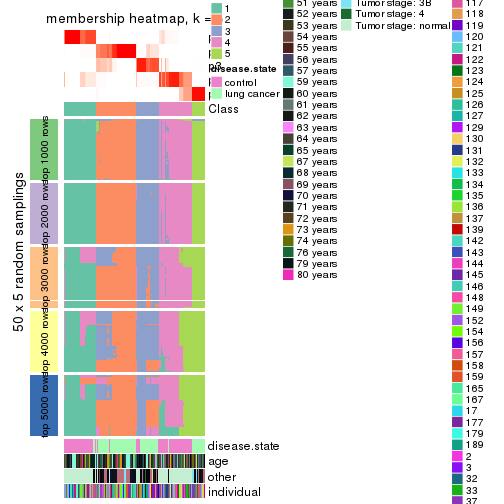 membership heatmap, k =
1
2
3
4
5
disease.state
control
lung cancer
Class
50 x 5 random samplings
top 1000 rows
top 2000 rows
top 3000 rows
top 4000 rows
top 5000 rows
disease.state
age
other
individual
51 years
52 years
53 years
54 years
55 years
56 years
57 years
59 years
60 years
61 years
62 years
63 years
64 years
65 years
67 years
68 years
69 years
70 years
71 years
72 years
73 years
74 years
76 years
79 years
80 years
Tumor stage: 3B
Tumor stage: 4
Tumor stage: normal
117
118
119
120
121
122
123
124
125
126
127
129
130
131
132
133
134
135
136
137
139
142
143
144
145
146
148
149
152
154
156
157
158
159
165
167
17
177
179
189
2
3
32
33
37